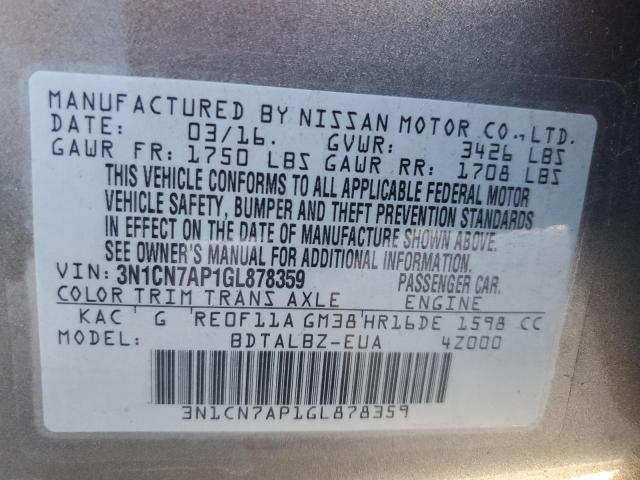 MANUFACTURED BY NISSAN MOTOR CO., LTD.
DATE: 03/16. GVWR: 3426 LBS
GAWR FR: 1750 LBS GAWR RR: 1708 LBS
THIS VEHICLE CONFORMS TO ALL APPLICABLE FEDERAL MOTOR
VEHICLE SAFETY, BUMPER AND THEFT PREVENTION STANDARDS
IN EFFECT ON THE DATE OF MANUFACTURE SHOWN ABOVE.
SEE OWNER'S MANUAL FOR ADDITIONAL INFORMATION.
VIN: 3N1CN7AP1GL878359 PASSENGER CAR.
COLOR TRIM TRANS AXLE ENGINE
KAC G RE0F11A GM38 HR16DE 1598 CC
MODEL: BDTALBZ-EUA 4Z000
3N1CN7AP1GL878359